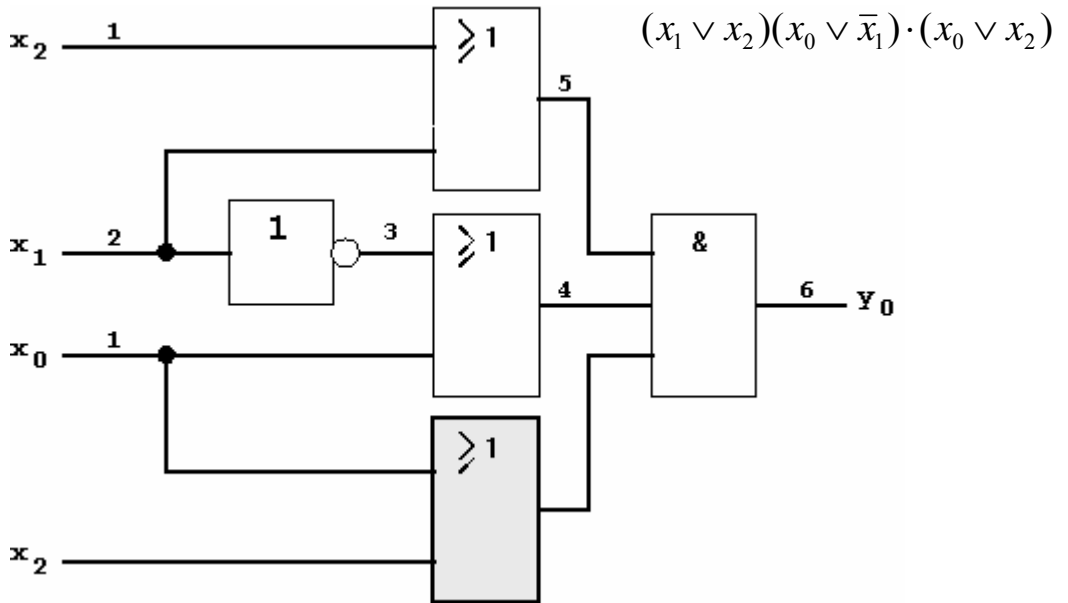 (x₁ ∨ x₂)(x₀ ∨ x̄₁)·(x₀ ∨ x₂)
x₂ 1 ⩾1
5
x₁ 2 1 3 ⩾1 &
4 6 Y₀
x₀ 1
⩾1
x₂